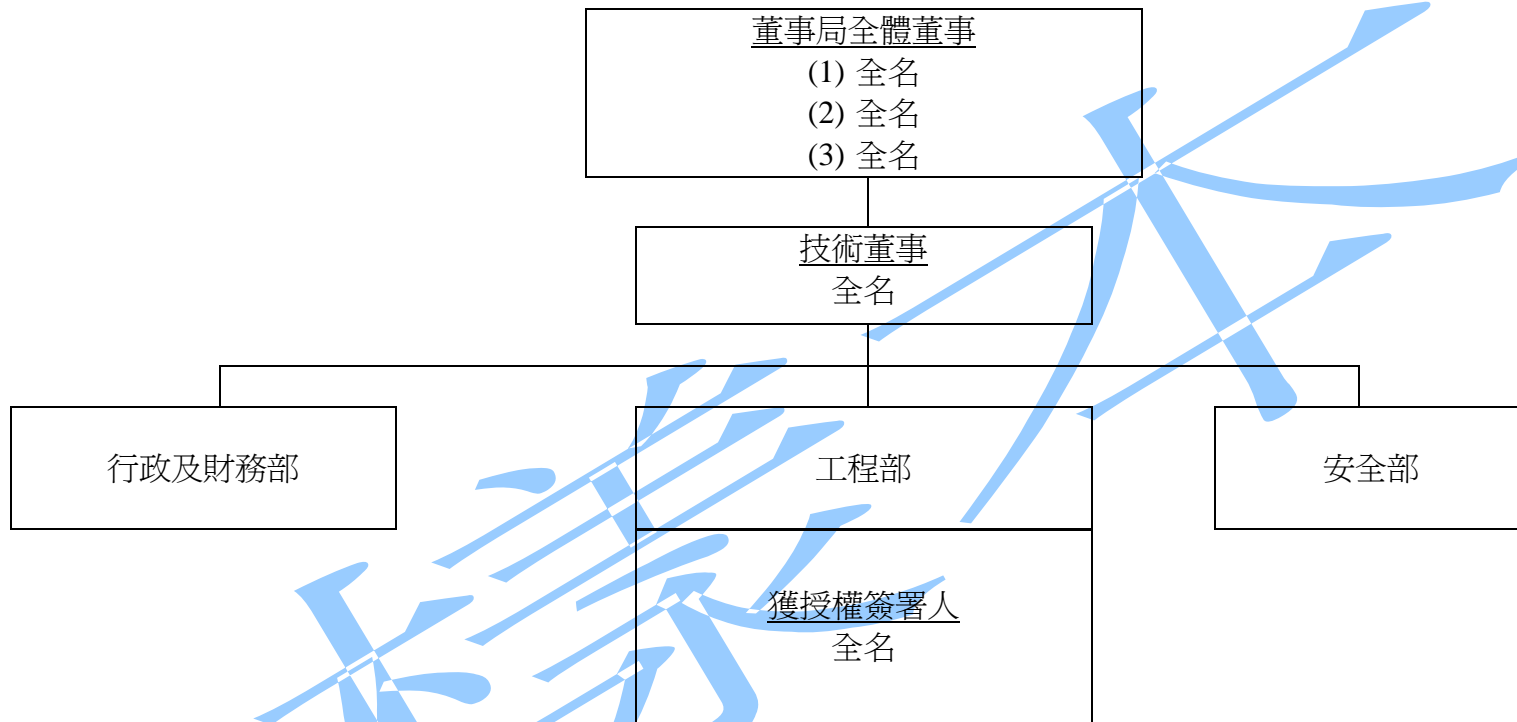 董事局全體董事
(1) 全名
(2) 全名
(3) 全名
技術董事
全名
行政及財務部
工程部
安全部
獲授權簽署人
全名